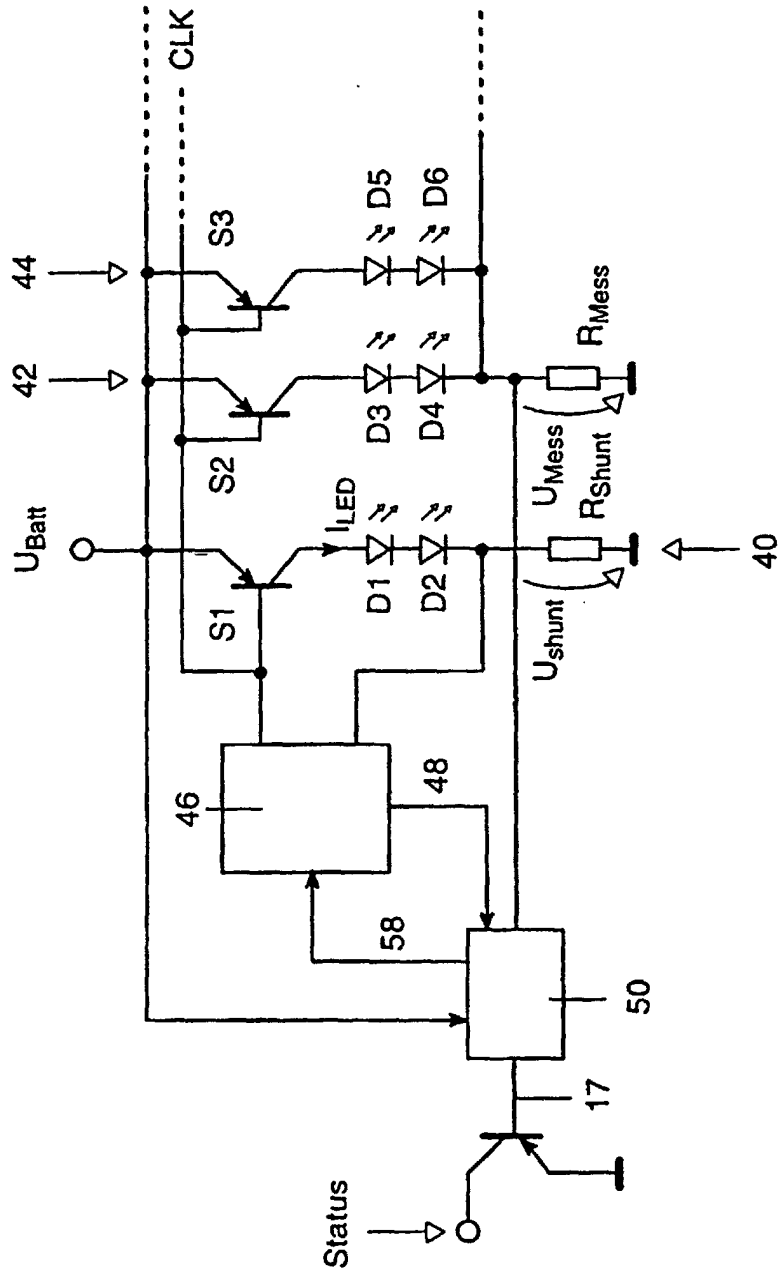 U_Batt
42
44
CLK
S1
S2
S3
I_LED
D1
D2
D3
D4
D5
D6
46
48
58
50
17
Status
U_shunt
R_Shunt
U_Mess
R_Mess
40